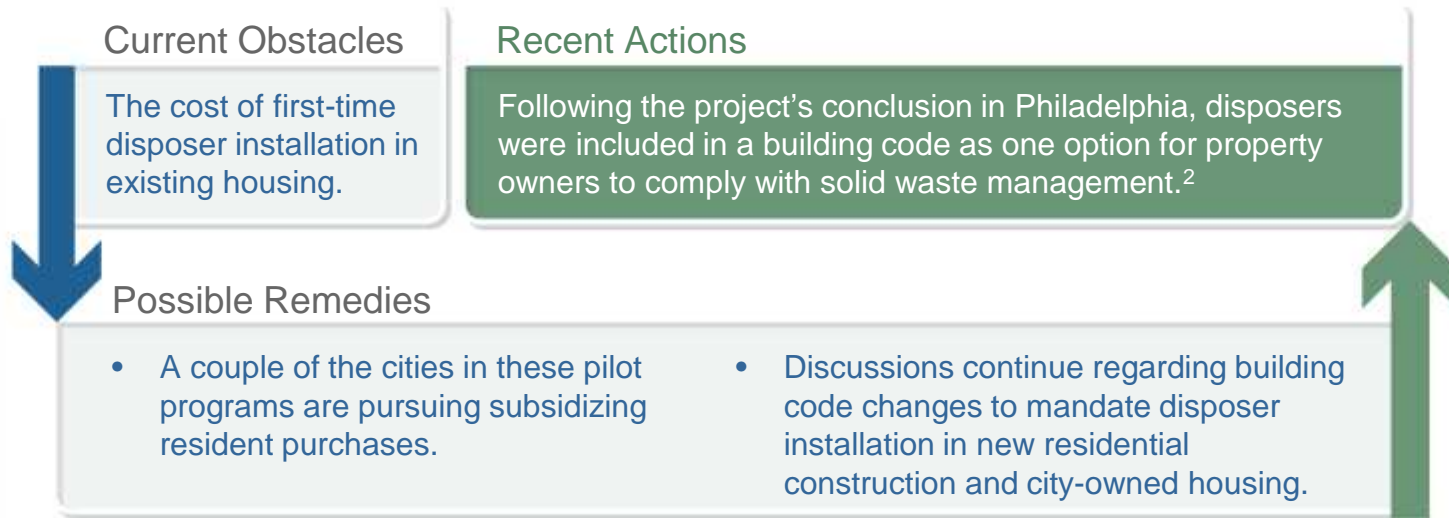 Current Obstacles
The cost of first-time
disposer installation in
existing housing.
Recent Actions
Following the project’s conclusion in Philadelphia, disposers
were included in a building code as one option for property
owners to comply with solid waste management.2
Possible Remedies
• A couple of the cities in these pilot
programs are pursuing subsidizing
resident purchases.
• Discussions continue regarding building
code changes to mandate disposer
installation in new residential
construction and city-owned housing.